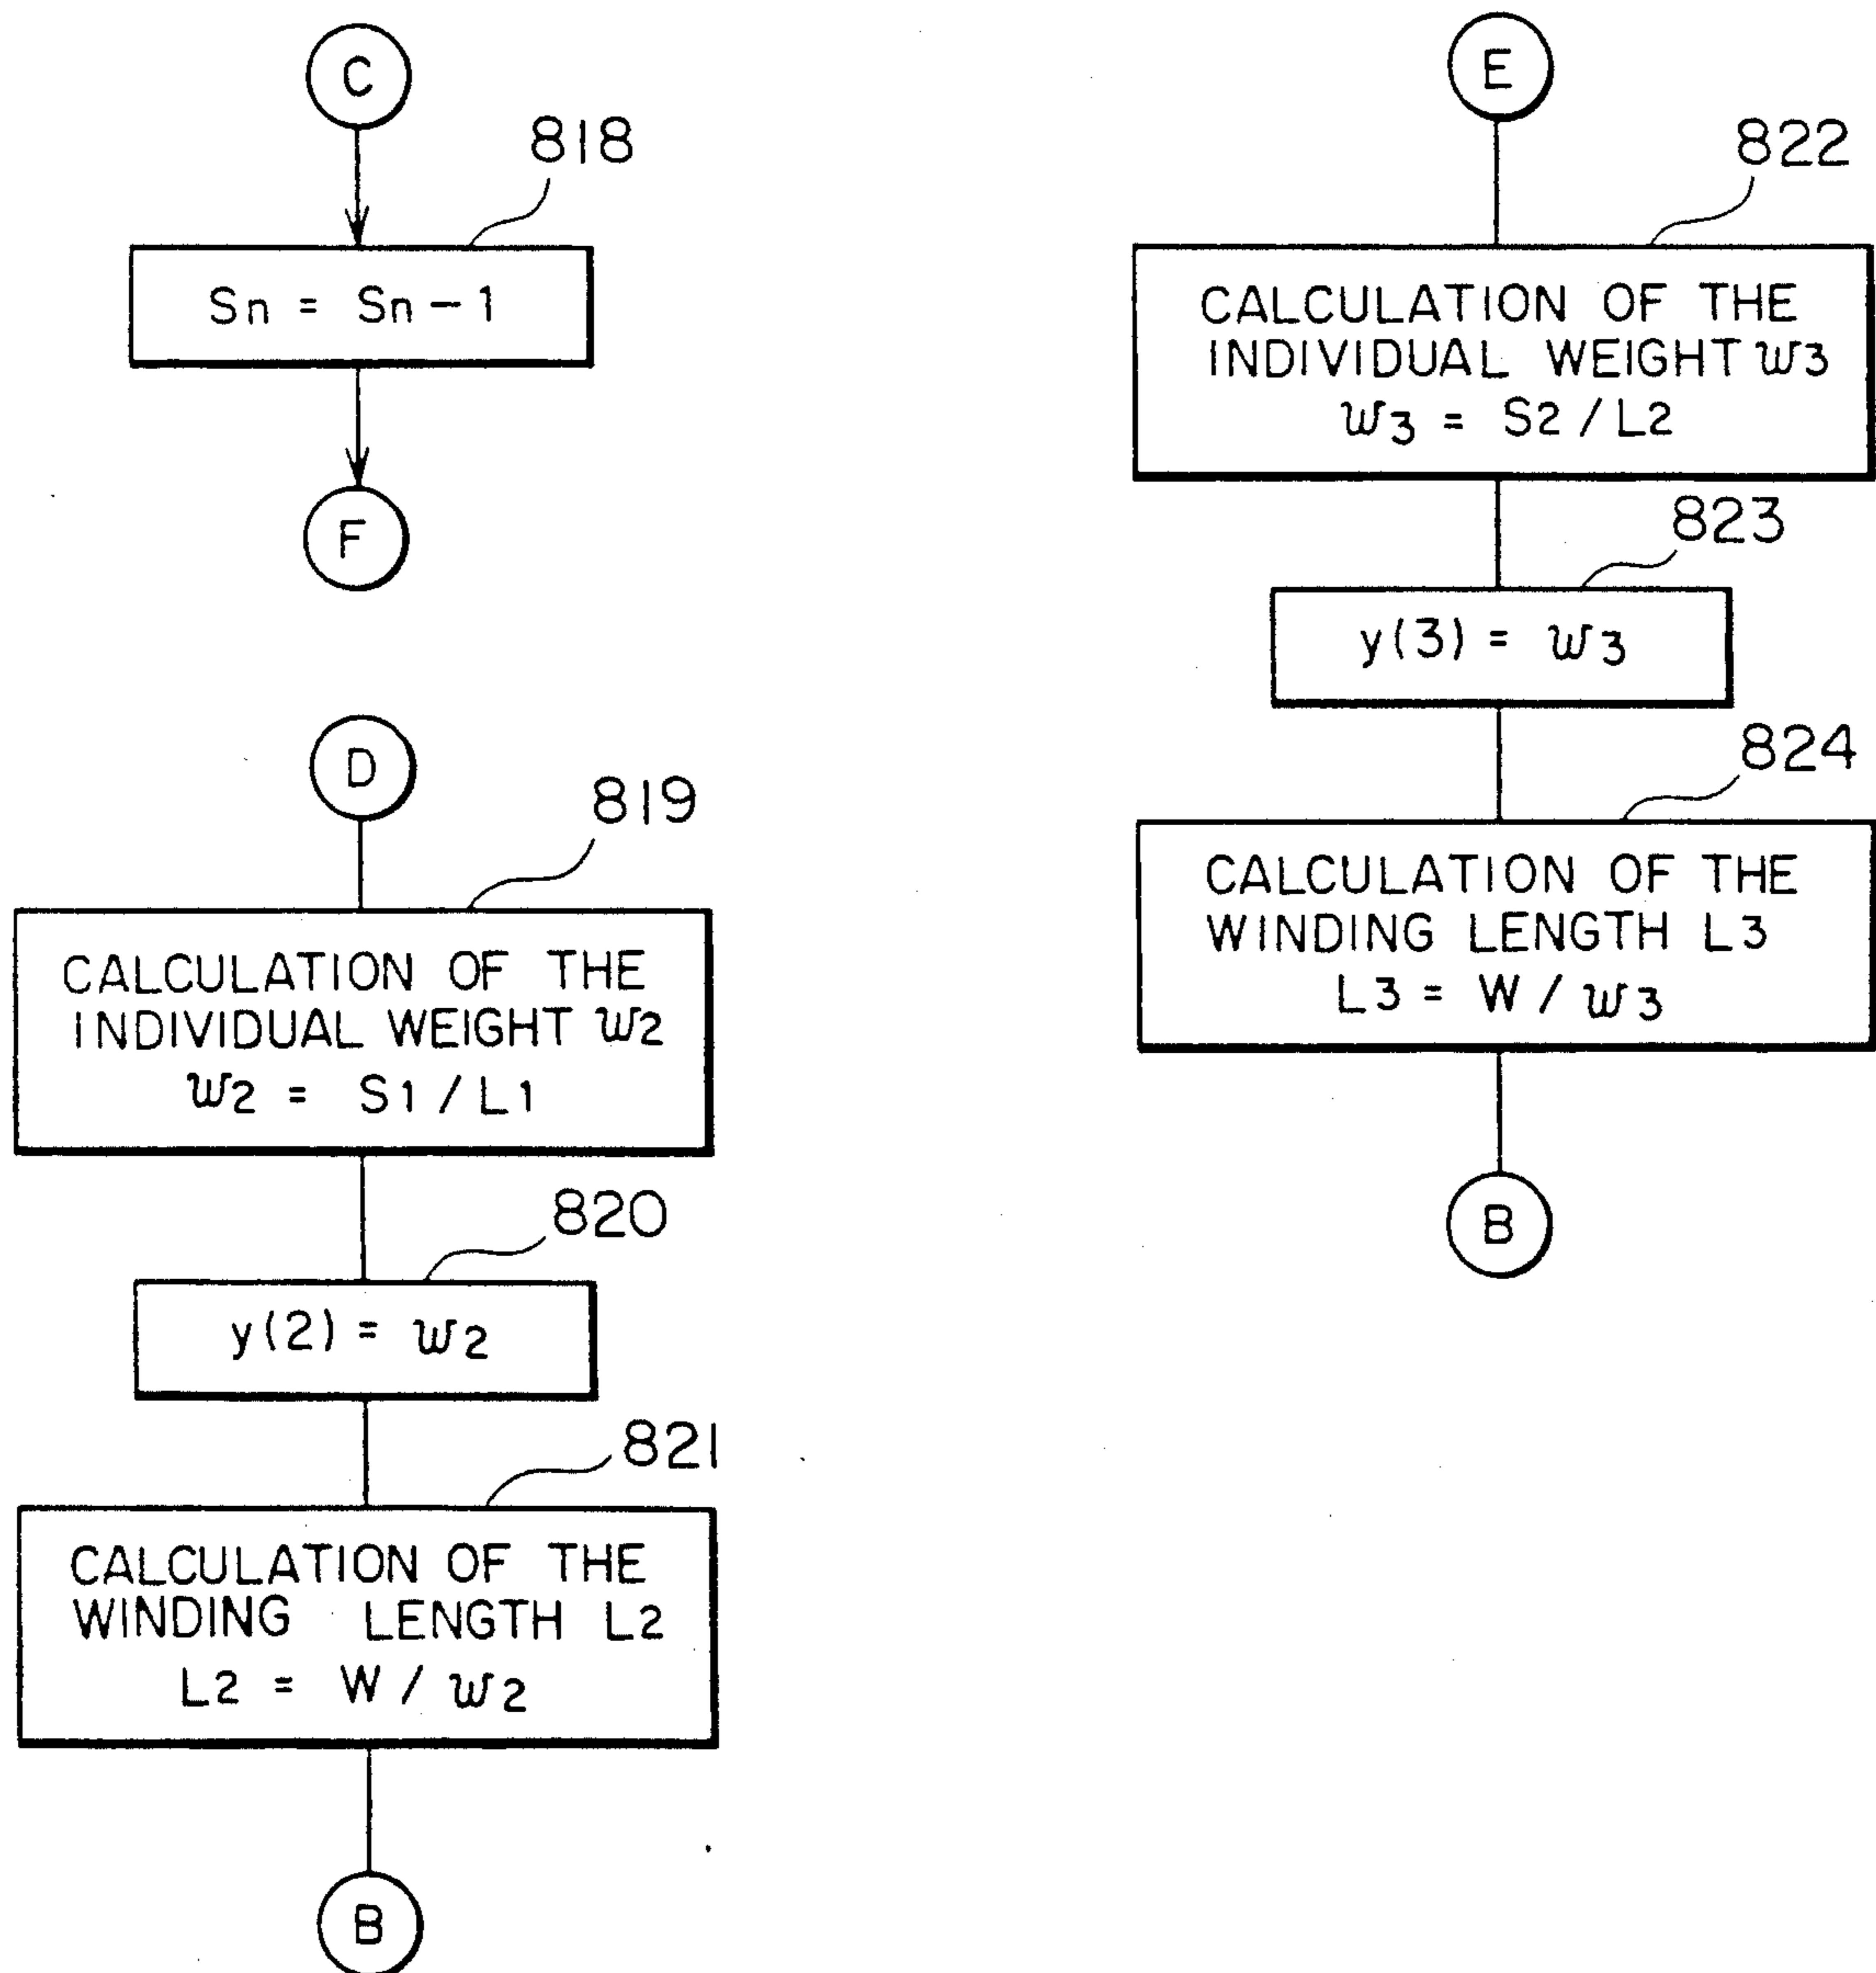 C
818
Sn = Sn-1
F
D
819
CALCULATION OF THE
INDIVIDUAL WEIGHT w2
w2 = S1 / L1
820
y(2) = w2
821
CALCULATION OF THE
WINDING LENGTH L2
L2 = W / w2
B
E
822
CALCULATION OF THE
INDIVIDUAL WEIGHT w3
w3 = S2 / L2
823
y(3) = w3
824
CALCULATION OF THE
WINDING LENGTH L3
L3 = W / w3
B